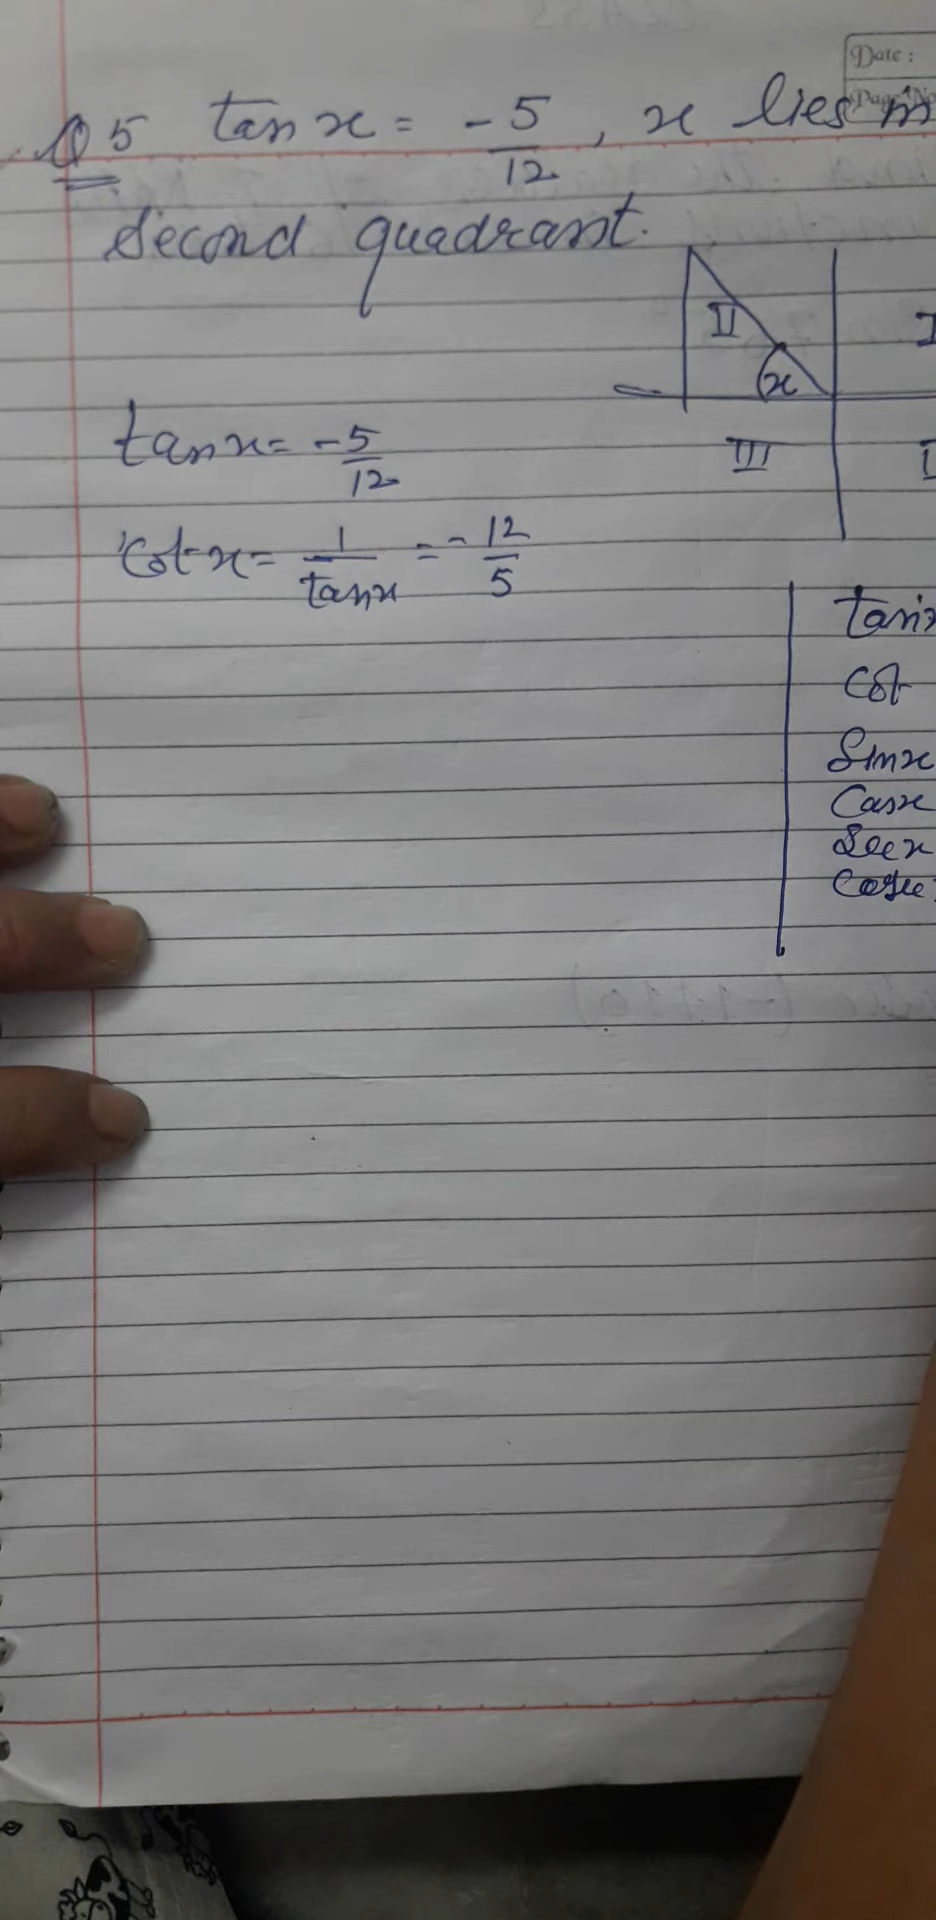 Date :
Page No
Q5 tan x = -5/12, x lies in
Second quadrant.
II
x
III
tan x = -5/12
cot x = 1/tan x = -12/5
tan x
Cot
Sin x
Cos x
Sec x
Cosec